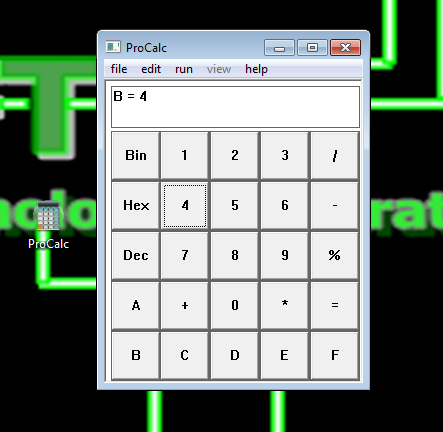 ProCalc
file edit run view help
B = 4
Bin 1 2 3 /
Hex 4 5 6 -
Dec 7 8 9 %
A + 0 * =
B C D E F
ProCalc